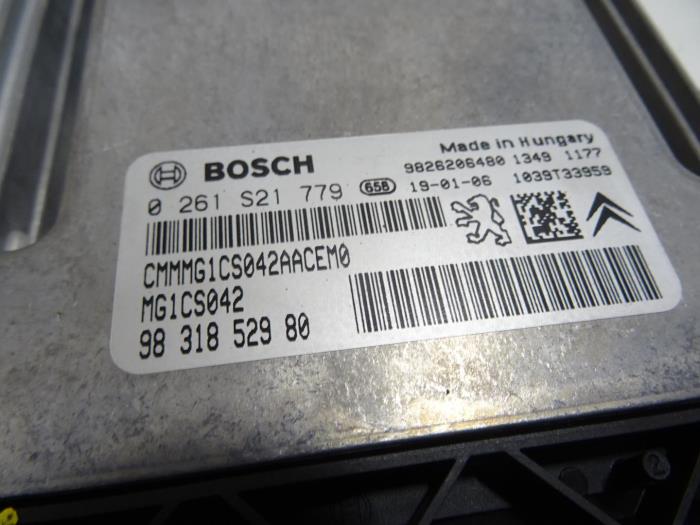 Made in Hungary
BOSCH 9826206480 1349 1177
0 261 S21 779 658 19-01-06 1039T33959
CMMMG1CS042AACEM0
MG1CS042
98 318 529 80